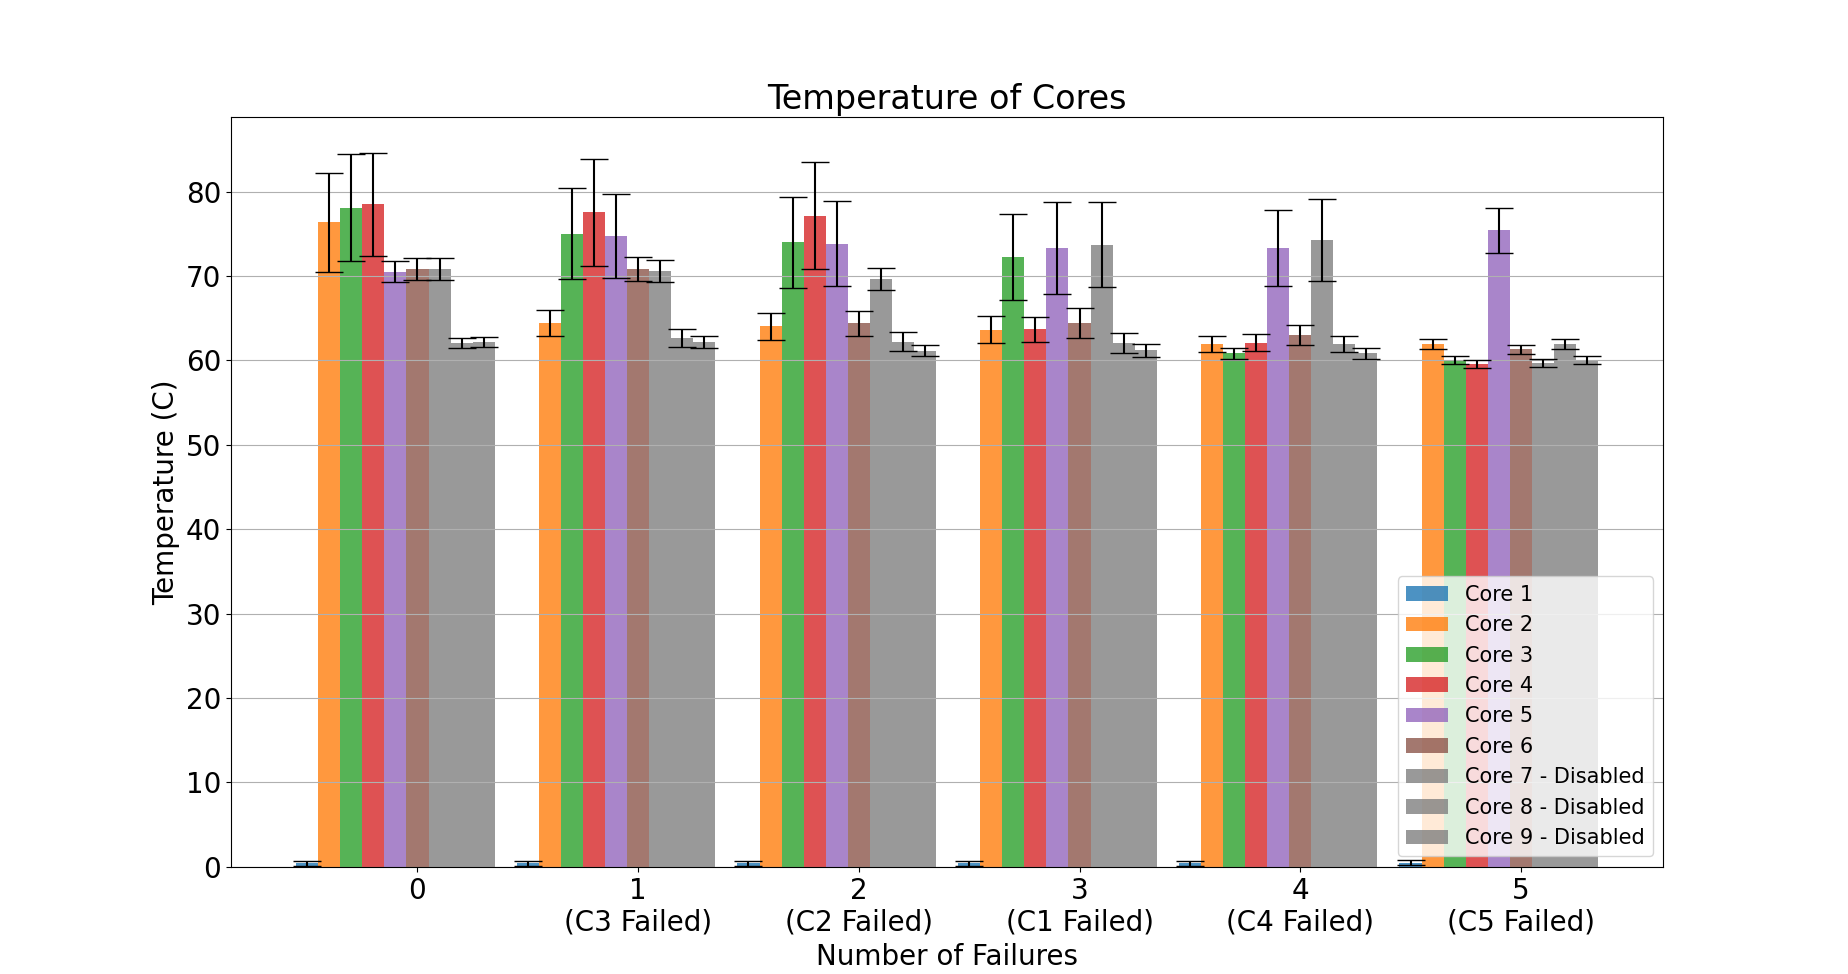 Temperature of Cores
Temperature (C)
80
70
60
50
40
30
20
10
0
Core 1
Core 2
Core 3
Core 4
Core 5
Core 6
Core 7 - Disabled
Core 8 - Disabled
Core 9 - Disabled
0 1 2 3 4 5
(C3 Failed) (C2 Failed) (C1 Failed) (C4 Failed) (C5 Failed)
Number of Failures